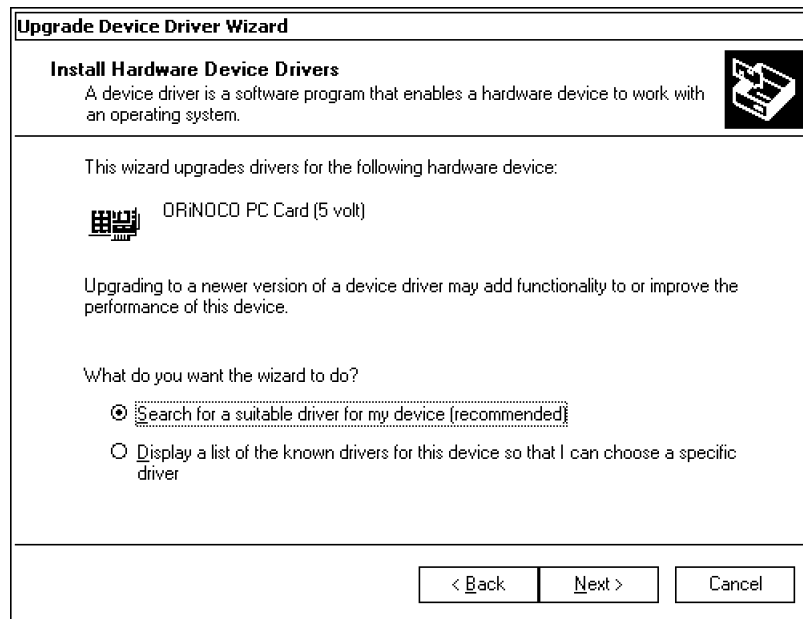 Upgrade Device Driver Wizard
Install Hardware Device Drivers
A device driver is a software program that enables a hardware device to work with
an operating system.
This wizard upgrades drivers for the following hardware device:
ORiNOCO PC Card (5 volt)
Upgrading to a newer version of a device driver may add functionality to or improve the
performance of this device.
What do you want the wizard to do?
Search for a suitable driver for my device (recommended)
Display a list of the known drivers for this device so that I can choose a specific
driver
< Back Next > Cancel